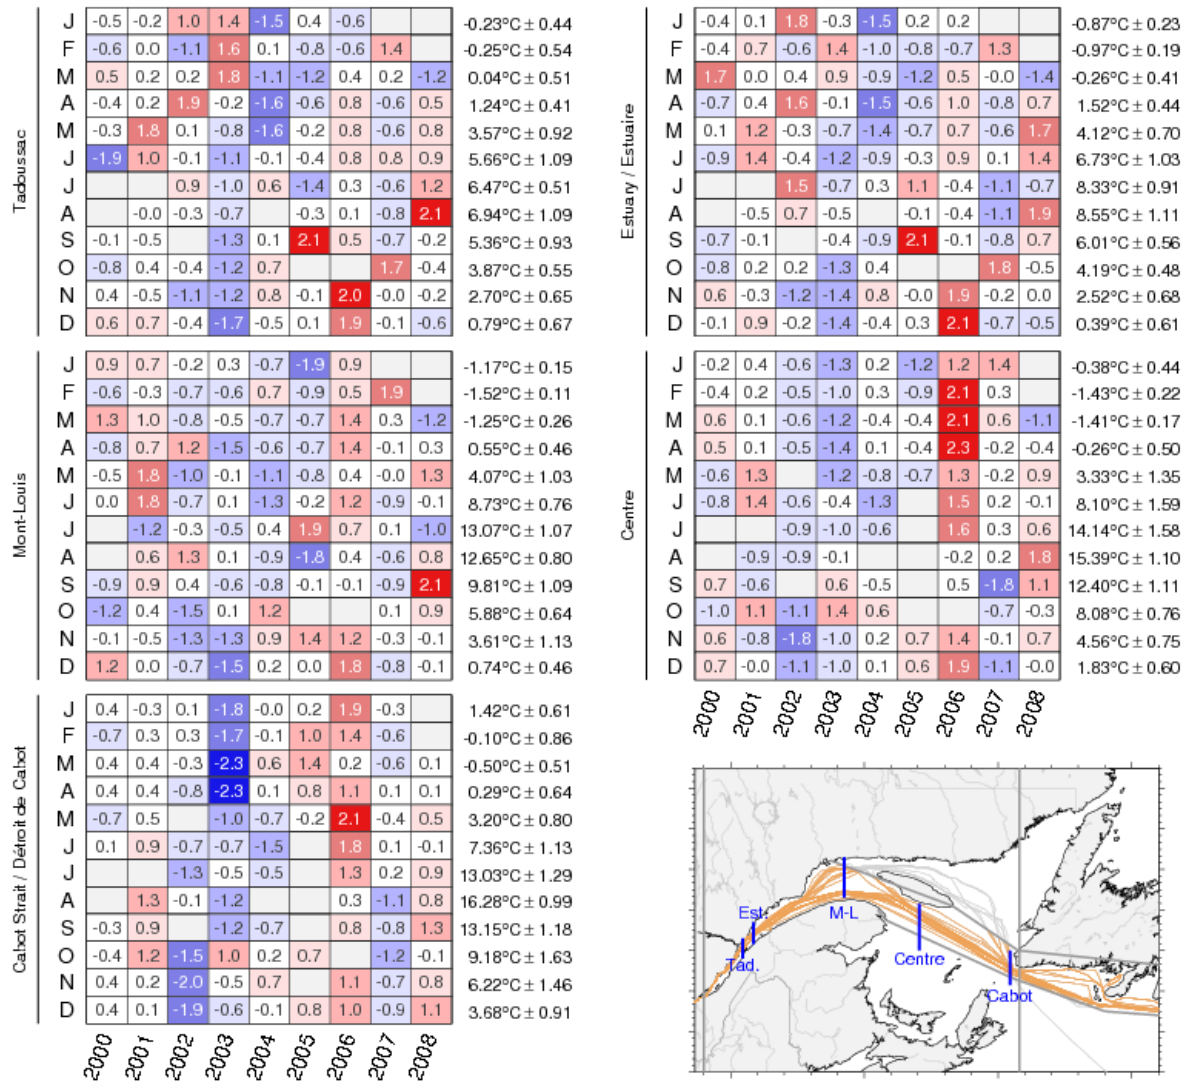 Tadoussac
J -0.5 -0.2 1.0 1.4 -1.5 0.4 -0.6 -0.23°C ± 0.44
F -0.6 0.0 -1.1 1.6 0.1 -0.8 -0.6 1.4 -0.25°C ± 0.54
M 0.5 0.2 0.2 1.8 -1.1 -1.2 0.4 0.2 -1.2 0.04°C ± 0.51
A -0.4 0.2 1.9 -0.2 -1.6 -0.6 0.8 -0.6 0.5 1.24°C ± 0.41
M -0.3 1.8 0.1 -0.8 -1.6 -0.2 0.8 -0.6 0.8 3.57°C ± 0.92
J -1.9 1.0 -0.1 -1.1 -0.1 -0.4 0.8 0.8 0.9 5.66°C ± 1.09
J 0.9 -1.0 0.6 -1.4 0.3 -0.6 1.2 6.47°C ± 0.51
A -0.0 -0.3 -0.7 -0.3 0.1 -0.8 2.1 6.94°C ± 1.09
S -0.1 -0.5 -1.3 0.1 2.1 0.5 -0.7 -0.2 5.36°C ± 0.93
O -0.8 0.4 -0.4 -1.2 0.7 1.7 -0.4 3.87°C ± 0.55
N 0.4 -0.5 -1.1 -1.2 0.8 -0.1 2.0 -0.0 -0.2 2.70°C ± 0.65
D 0.6 0.7 -0.4 -1.7 -0.5 0.1 1.9 -0.1 -0.6 0.79°C ± 0.67
Estuary / Estuaire
-0.4 0.1 1.8 -0.3 -1.5 0.2 0.2 -0.87°C ± 0.23
F -0.4 0.7 -0.6 1.4 -1.0 -0.8 -0.7 1.3 -0.97°C ± 0.19
M 1.7 0.0 0.4 0.9 -0.9 -1.2 0.5 -0.0 -1.4 -0.26°C ± 0.41
A -0.7 0.4 1.6 -0.1 -1.5 -0.6 1.0 -0.8 0.7 1.52°C ± 0.44
M 0.1 1.2 -0.3 -0.7 -1.4 -0.7 0.7 -0.6 1.7 4.12°C ± 0.70
J -0.9 1.4 -0.4 -1.2 -0.9 -0.3 0.9 0.1 1.4 6.73°C ± 1.03
J 1.5 -0.7 0.3 1.1 -0.4 -1.1 -0.7 8.33°C ± 0.91
A -0.5 0.7 -0.5 -0.1 -0.4 -1.1 1.9 8.55°C ± 1.11
S -0.7 -0.1 -0.4 -0.9 2.1 -0.1 -0.8 0.7 6.01°C ± 0.56
O -0.8 0.2 0.2 -1.3 0.4 1.8 -0.5 4.19°C ± 0.48
N 0.6 -0.3 -1.2 -1.4 0.8 -0.0 1.9 -0.2 0.0 2.52°C ± 0.68
D -0.1 0.9 -0.2 -1.4 -0.4 0.3 2.1 -0.7 -0.5 0.39°C ± 0.61
Mont-Louis
J 0.9 0.7 -0.2 0.3 -0.7 -1.9 0.9 -1.17°C ± 0.15
F -0.6 -0.3 -0.7 -0.6 0.7 -0.9 0.5 1.9 -1.52°C ± 0.11
M 1.3 1.0 -0.8 -0.5 -0.7 -0.7 1.4 0.3 -1.2 -1.25°C ± 0.26
A -0.8 0.7 1.2 -1.5 -0.6 -0.7 1.4 -0.1 0.3 0.55°C ± 0.46
M -0.5 1.8 -1.0 -0.1 -1.1 -0.8 0.4 -0.0 1.3 4.07°C ± 1.03
J 0.0 1.8 -0.7 0.1 -1.3 -0.2 1.2 -0.9 -0.1 8.73°C ± 0.76
J -1.2 -0.3 -0.5 0.4 1.9 0.7 0.1 -1.0 13.07°C ± 1.07
A 0.6 1.3 0.1 -0.9 -1.8 0.4 -0.6 0.8 12.65°C ± 0.80
S -0.9 0.9 0.4 -0.6 -0.8 -0.1 -0.1 -0.9 2.1 9.81°C ± 1.09
O -1.2 0.4 -1.5 0.1 1.2 0.1 0.9 5.88°C ± 0.64
N -0.1 -0.5 -1.3 -1.3 0.9 1.4 1.2 -0.3 -0.1 3.61°C ± 1.13
D 1.2 0.0 -0.7 -1.5 0.2 0.0 1.8 -0.8 -0.1 0.74°C ± 0.46
Centre
J -0.2 0.4 -0.6 -1.3 0.2 -1.2 1.2 1.4 -0.38°C ± 0.44
F -0.4 0.2 -0.5 -1.0 0.3 -0.9 2.1 0.3 -1.43°C ± 0.22
M 0.6 0.1 -0.6 -1.2 -0.4 -0.4 2.1 0.6 -1.1 -1.41°C ± 0.17
A 0.5 0.1 -0.5 -1.4 0.1 -0.4 2.3 -0.2 -0.4 -0.26°C ± 0.50
M -0.6 1.3 -1.2 -0.8 -0.7 1.3 -0.2 0.9 3.33°C ± 1.35
J -0.8 1.4 -0.6 -0.4 -1.3 1.5 0.2 -0.1 8.10°C ± 1.59
J -0.9 -1.0 -0.6 1.6 0.3 0.6 14.14°C ± 1.58
A -0.9 -0.9 -0.1 -0.2 0.2 1.8 15.39°C ± 1.10
S 0.7 -0.6 0.6 -0.5 0.5 -1.8 1.1 12.40°C ± 1.11
O -1.0 1.1 -1.1 1.4 0.6 -0.7 -0.3 8.08°C ± 0.76
N 0.6 -0.8 -1.8 -1.0 0.2 0.7 1.4 -0.1 0.7 4.56°C ± 0.75
D 0.7 -0.0 -1.1 -1.0 0.1 0.6 1.9 -1.1 -0.0 1.83°C ± 0.60
2000 2001 2002 2003 2004 2005 2006 2007 2008
Cabot Strait / Détroit de Cabot
J 0.4 -0.3 0.1 -1.8 -0.0 0.2 1.9 -0.3 1.42°C ± 0.61
F -0.7 0.3 0.3 -1.7 -0.1 1.0 1.4 -0.6 -0.10°C ± 0.86
M 0.4 0.4 -0.3 -2.3 0.6 1.4 0.2 -0.6 0.1 -0.50°C ± 0.51
A 0.4 0.4 -0.8 -2.3 0.1 0.8 1.1 0.1 0.1 0.29°C ± 0.64
M -0.7 0.5 -1.0 -0.7 -0.2 2.1 -0.4 0.5 3.20°C ± 0.80
J 0.1 0.9 -0.7 -0.7 -1.5 1.8 0.1 -0.1 7.36°C ± 1.13
J -1.3 -0.5 -0.5 1.3 0.2 0.9 13.03°C ± 1.29
A 1.3 -0.1 -1.2 0.3 -1.1 0.8 16.28°C ± 0.99
S -0.3 0.9 -1.2 -0.7 0.8 -0.8 1.3 13.15°C ± 1.18
O -0.4 1.2 -1.5 1.0 0.2 0.7 -1.2 -0.1 9.18°C ± 1.63
N 0.4 0.2 -2.0 -0.5 0.7 1.1 -0.7 0.8 6.22°C ± 1.46
D 0.4 0.1 -1.9 -0.6 -0.1 0.8 1.0 -0.9 1.1 3.68°C ± 0.91
2000 2001 2002 2003 2004 2005 2006 2007 2008
Est.
M-L
Tad.
Centre
Cabot